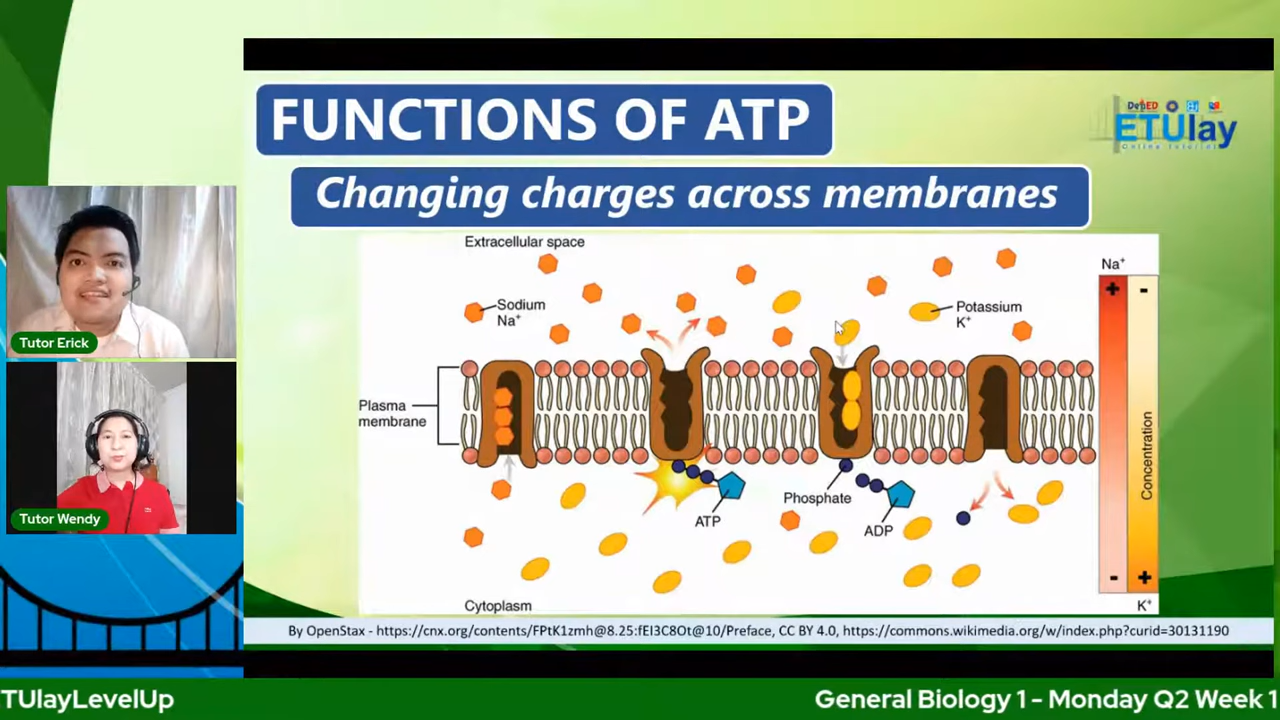 FUNCTIONS OF ATP
DepED
ETUlay
Online Tutorial
Changing charges across membranes
Extracellular space
Na⁺
+ -
Sodium
Na⁺
Potassium
K⁺
Plasma
membrane
Concentration
Phosphate
ATP
ADP
- +
Cytoplasm
K⁺
By OpenStax - https://cnx.org/contents/FPtK1zmh@8.25:fEI3C8Ot@10/Preface, CC BY 4.0, https://commons.wikimedia.org/w/index.php?curid=30131190
Tutor Erick
Tutor Wendy
TUlayLevelUp
General Biology 1 - Monday Q2 Week 1